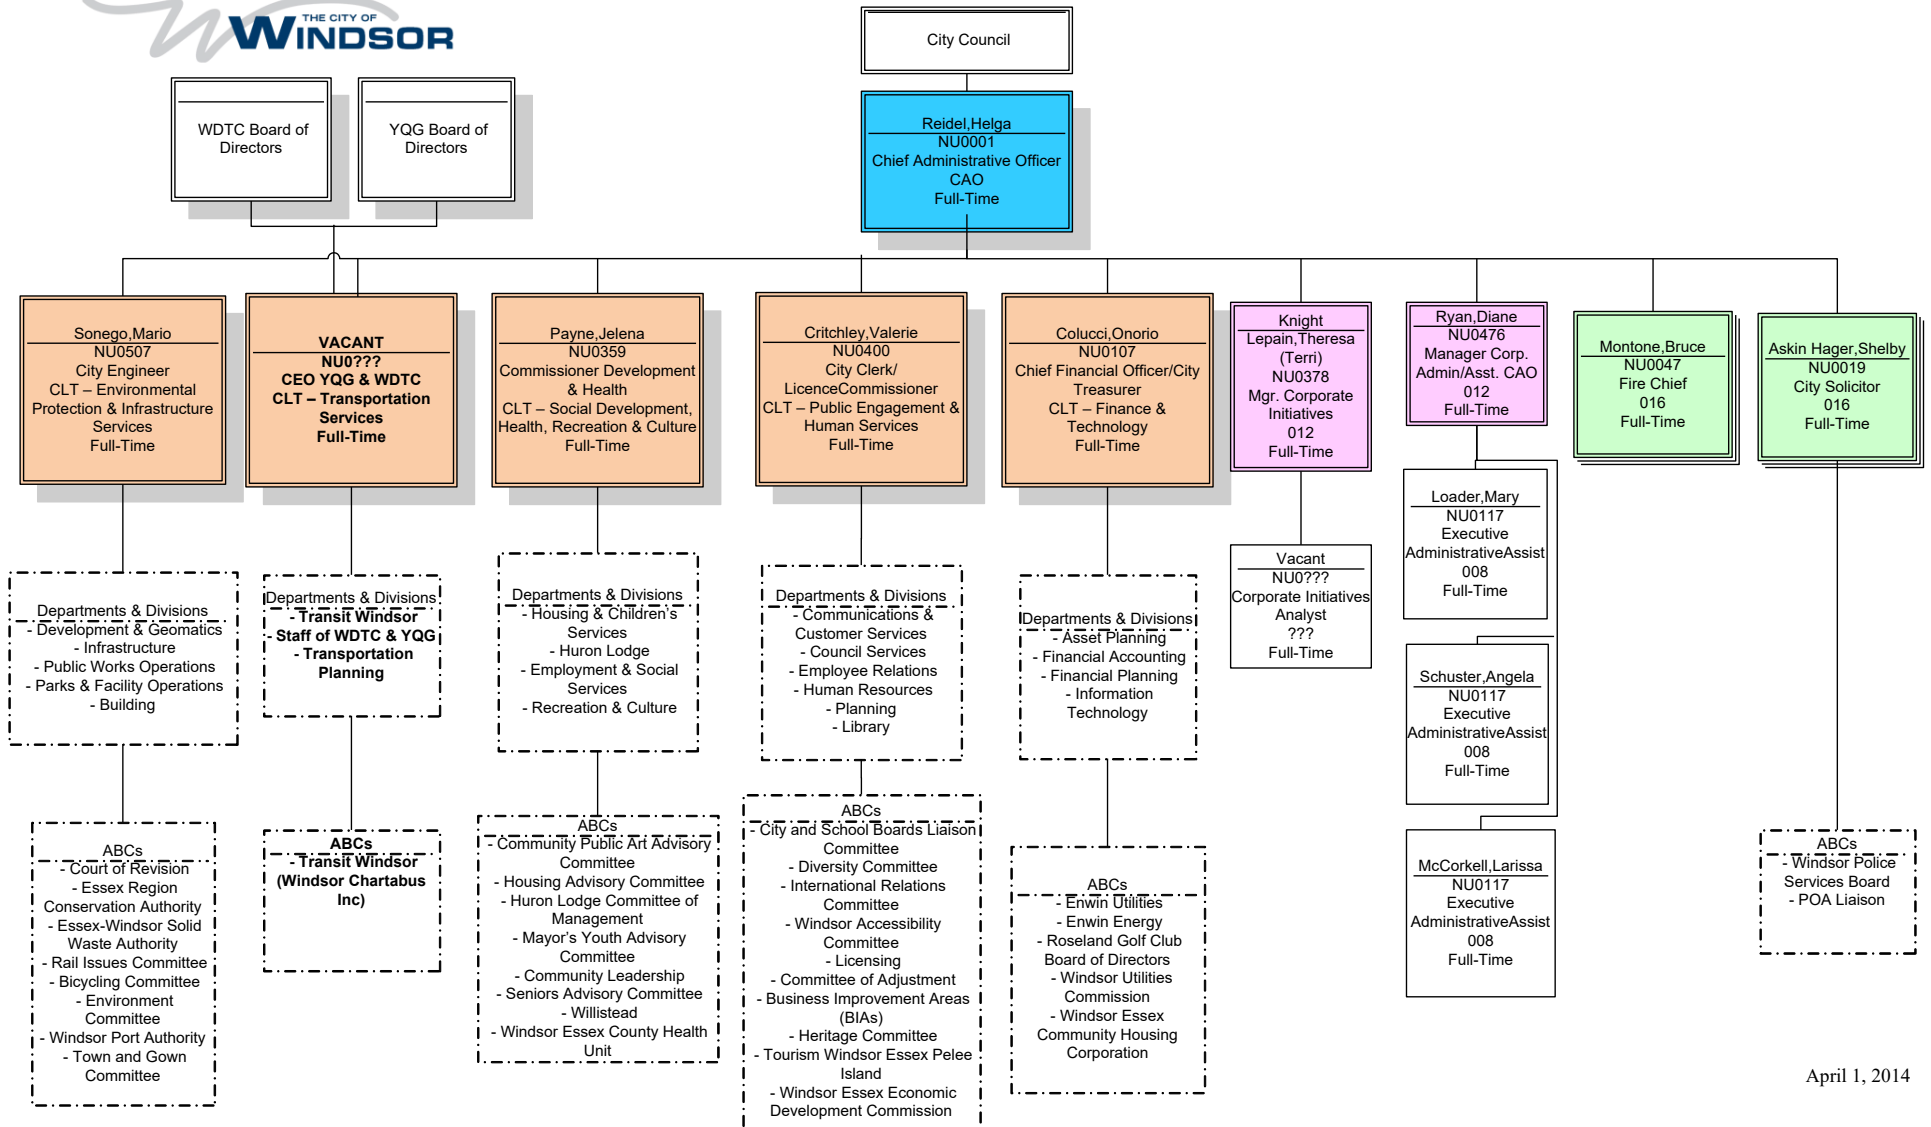 THE CITY OF
WINDSOR
City Council
WDTC Board of
Directors
YQG Board of
Directors
Reidel,Helga
NU0001
Chief Administrative Officer
CAO
Full-Time
Sonego,Mario
NU0507
City Engineer
CLT – Environmental
Protection & Infrastructure
Services
Full-Time
VACANT
NU0???
CEO YQG & WDTC
CLT – Transportation
Services
Full-Time
Payne,Jelena
NU0359
Commissioner Development
& Health
CLT – Social Development,
Health, Recreation & Culture
Full-Time
Critchley,Valerie
NU0400
City Clerk/
LicenceCommissioner
CLT – Public Engagement &
Human Services
Full-Time
Colucci,Onorio
NU0107
Chief Financial Officer/City
Treasurer
CLT – Finance &
Technology
Full-Time
Knight
Lepain,Theresa
(Terri)
NU0378
Mgr. Corporate
Initiatives
012
Full-Time
Ryan,Diane
NU0476
Manager Corp.
Admin/Asst. CAO
012
Full-Time
Montone,Bruce
NU0047
Fire Chief
016
Full-Time
Askin Hager,Shelby
NU0019
City Solicitor
016
Full-Time
Departments & Divisions
- Development & Geomatics
- Infrastructure
- Public Works Operations
- Parks & Facility Operations
- Building
Departments & Divisions
- Transit Windsor
- Staff of WDTC & YQG
- Transportation
Planning
Departments & Divisions
- Housing & Children's
Services
- Huron Lodge
- Employment & Social
Services
- Recreation & Culture
Departments & Divisions
- Communications &
Customer Services
- Council Services
- Employee Relations
- Human Resources
- Planning
- Library
Departments & Divisions
- Asset Planning
- Financial Accounting
- Financial Planning
- Information
Technology
Vacant
NU0???
Corporate Initiatives
Analyst
???
Full-Time
Loader,Mary
NU0117
Executive
AdministrativeAssist
008
Full-Time
Schuster,Angela
NU0117
Executive
AdministrativeAssist
008
Full-Time
McCorkell,Larissa
NU0117
Executive
AdministrativeAssist
008
Full-Time
ABCs
- Court of Revision
- Essex Region
Conservation Authority
- Essex-Windsor Solid
Waste Authority
- Rail Issues Committee
- Bicycling Committee
- Environment
Committee
- Windsor Port Authority
- Town and Gown
Committee
ABCs
- Transit Windsor
(Windsor Chartabus
Inc)
ABCs
- Community Public Art Advisory
Committee
- Housing Advisory Committee
- Huron Lodge Committee of
Management
- Mayor's Youth Advisory
Committee
- Community Leadership
- Seniors Advisory Committee
- Willistead
- Windsor Essex County Health
Unit
ABCs
- City and School Boards Liaison
Committee
- Diversity Committee
- International Relations
Committee
- Windsor Accessibility
Committee
- Licensing
- Committee of Adjustment
- Business Improvement Areas
(BIAs)
- Heritage Committee
- Tourism Windsor Essex Pelee
Island
- Windsor Essex Economic
Development Commission
ABCs
- Enwin Utilities
- Enwin Energy
- Roseland Golf Club
Board of Directors
- Windsor Utilities
Commission
- Windsor Essex
Community Housing
Corporation
ABCs
- Windsor Police
Services Board
- POA Liaison
April 1, 2014